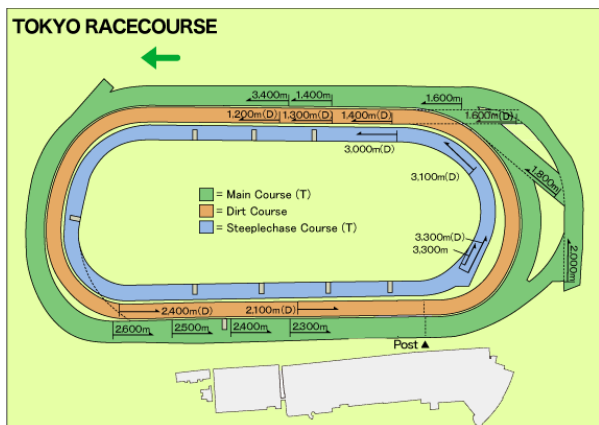 TOKYO RACECOURSE
3.400m
1.400m
1.600m
1.200m(D)
1.300m(D)
1.400m(D)
1.600m(D)
3.000m(D)
3.100m(D)
1.800m
= Main Course (T)
= Dirt Course
= Steeplechase Course (T)
3.300m(D)
3.300m
2.000m
2.400m(D)
2.100m(D)
2.600m
2.500m
2.400m
2.300m
Post ▲